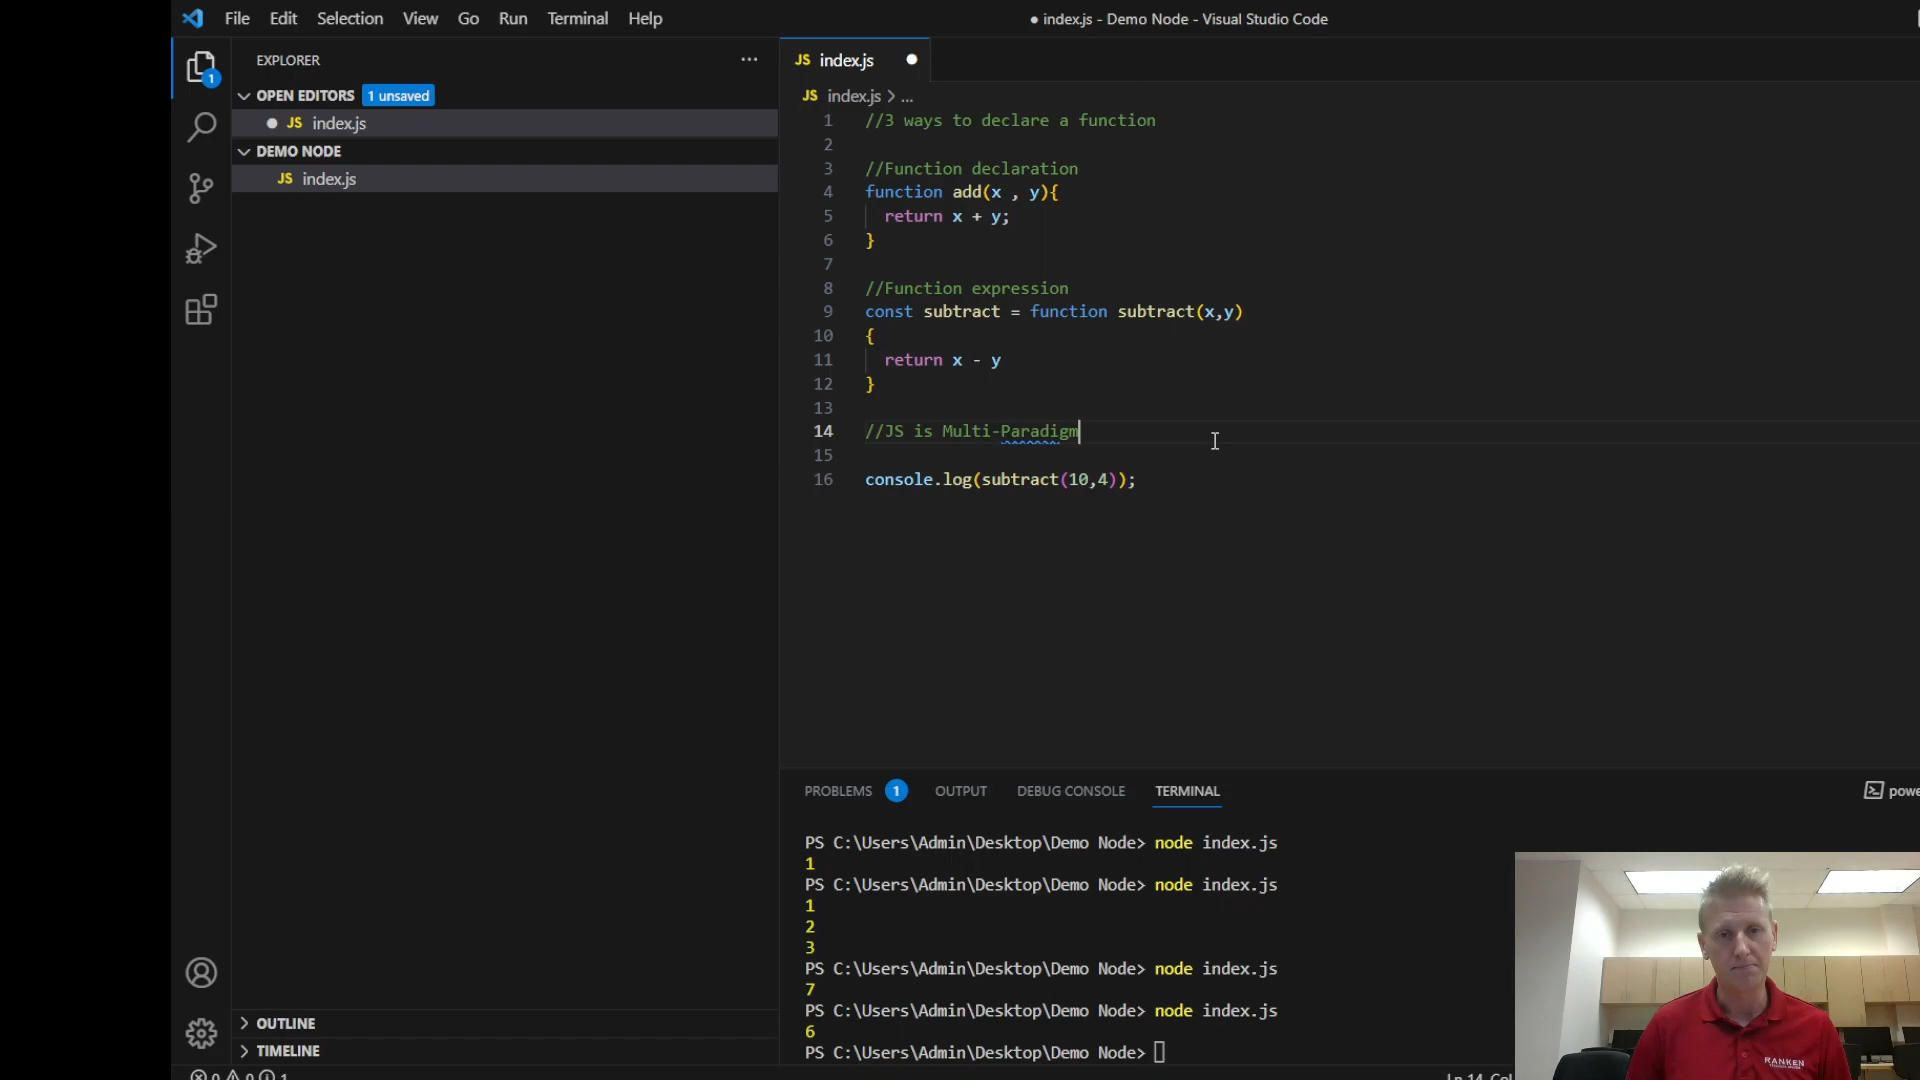 File Edit Selection View Go Run Terminal Help
● index.js - Demo Node - Visual Studio Code
EXPLORER ···
1
OPEN EDITORS 1 unsaved
● JS index.js
DEMO NODE
JS index.js
JS index.js ●
JS index.js > ...
1 //3 ways to declare a function
2
3 //Function declaration
4 function add(x , y){
5 return x + y;
6 }
7
8 //Function expression
9 const subtract = function subtract(x,y)
10 {
11 return x - y
12 }
13
14 //JS is Multi-Paradigm
15
16 console.log(subtract(10,4));
PROBLEMS 1 OUTPUT DEBUG CONSOLE TERMINAL
PS C:\Users\Admin\Desktop\Demo Node> node index.js
1
PS C:\Users\Admin\Desktop\Demo Node> node index.js
1
2
3
PS C:\Users\Admin\Desktop\Demo Node> node index.js
7
PS C:\Users\Admin\Desktop\Demo Node> node index.js
6
PS C:\Users\Admin\Desktop\Demo Node>
OUTLINE
TIMELINE
RANKEN